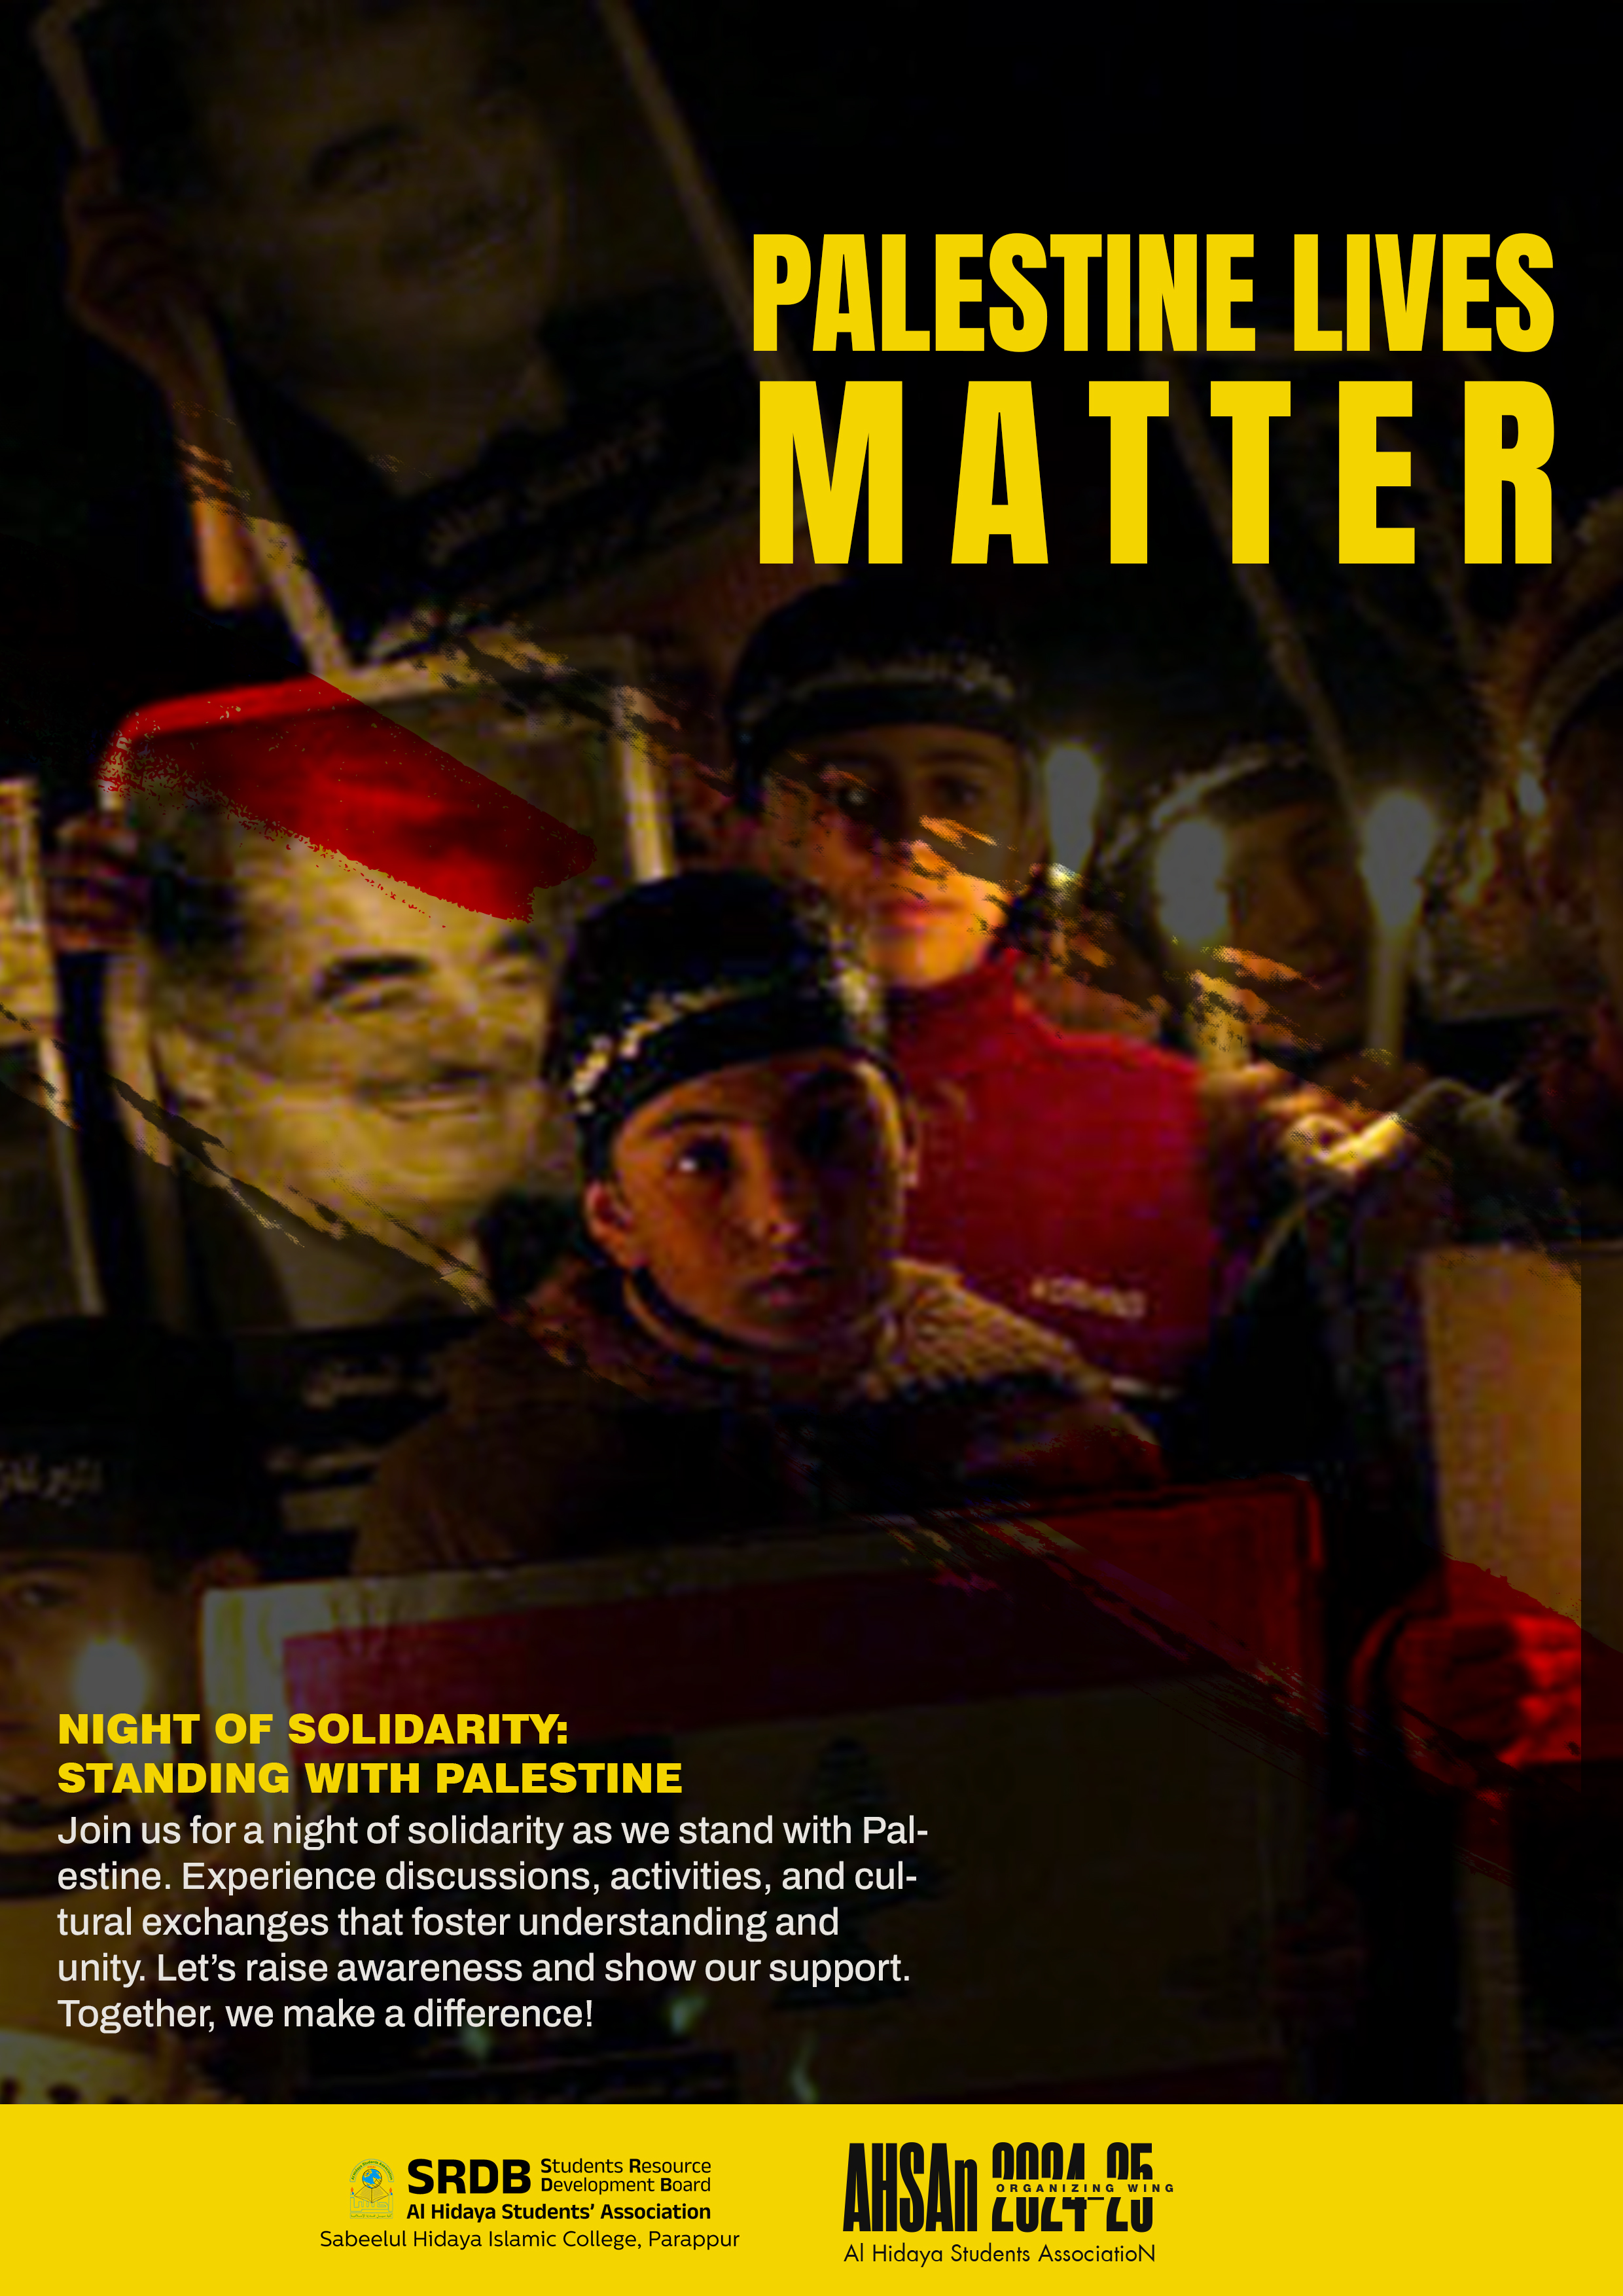 PALESTINE LIVES
MATTER
NIGHT OF SOLIDARITY:
STANDING WITH PALESTINE
Join us for a night of solidarity as we stand with Pal-
estine. Experience discussions, activities, and cul-
tural exchanges that foster understanding and
unity. Let's raise awareness and show our support.
Together, we make a difference!
SRDB Students Resource
Development Board
Al Hidaya Students' Association
Sabeelul Hidaya Islamic College, Parappur
AHSAn 2024-25
ORGANIZING WING
Al Hidaya Students AssociatioN